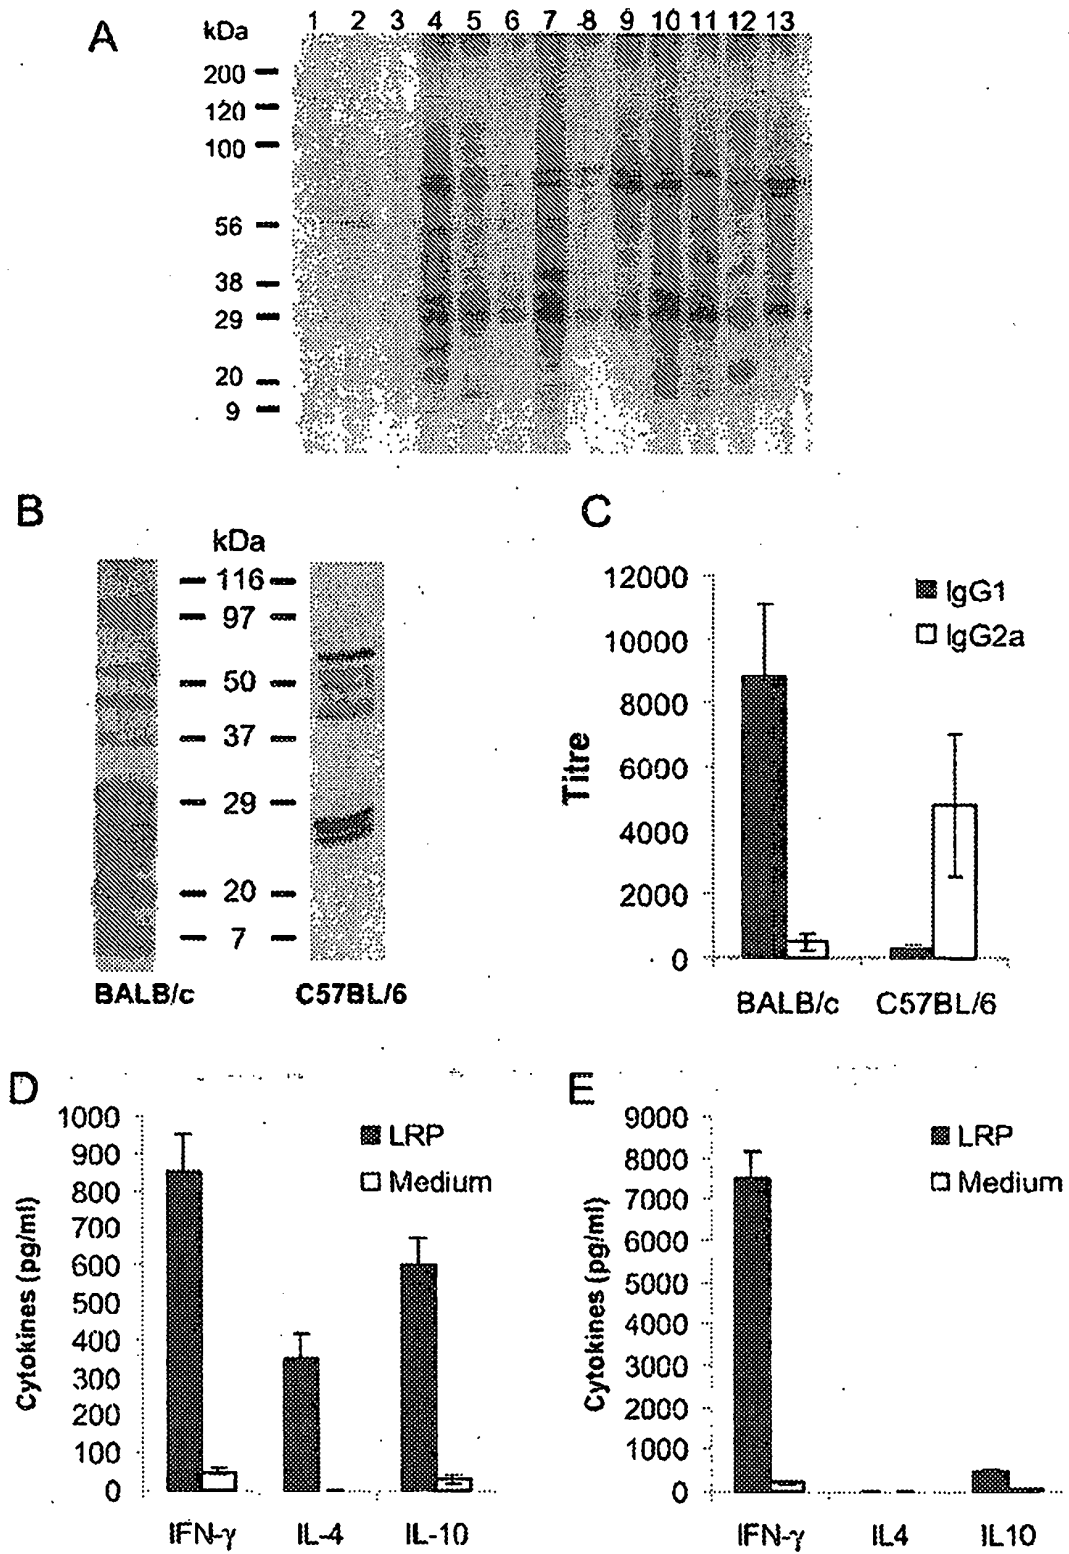 A
kDa
1 2 3 4 5 6 7 8 9 10 11 12 13
200
120
100
56
38
29
20
9
B
kDa
116
97
50
37
29
20
7
BALB/c C57BL/6
C
Titre
12000
10000
8000
6000
4000
2000
0
IgG1
IgG2a
BALB/c C57BL/6
D
Cytokines (pg/ml)
1000
900
800
700
600
500
400
300
200
100
0
LRP
Medium
IFN-γ IL-4 IL-10
E
Cytokines (pg/ml)
9000
8000
7000
6000
5000
4000
3000
2000
1000
0
LRP
Medium
IFN-γ IL4 IL10